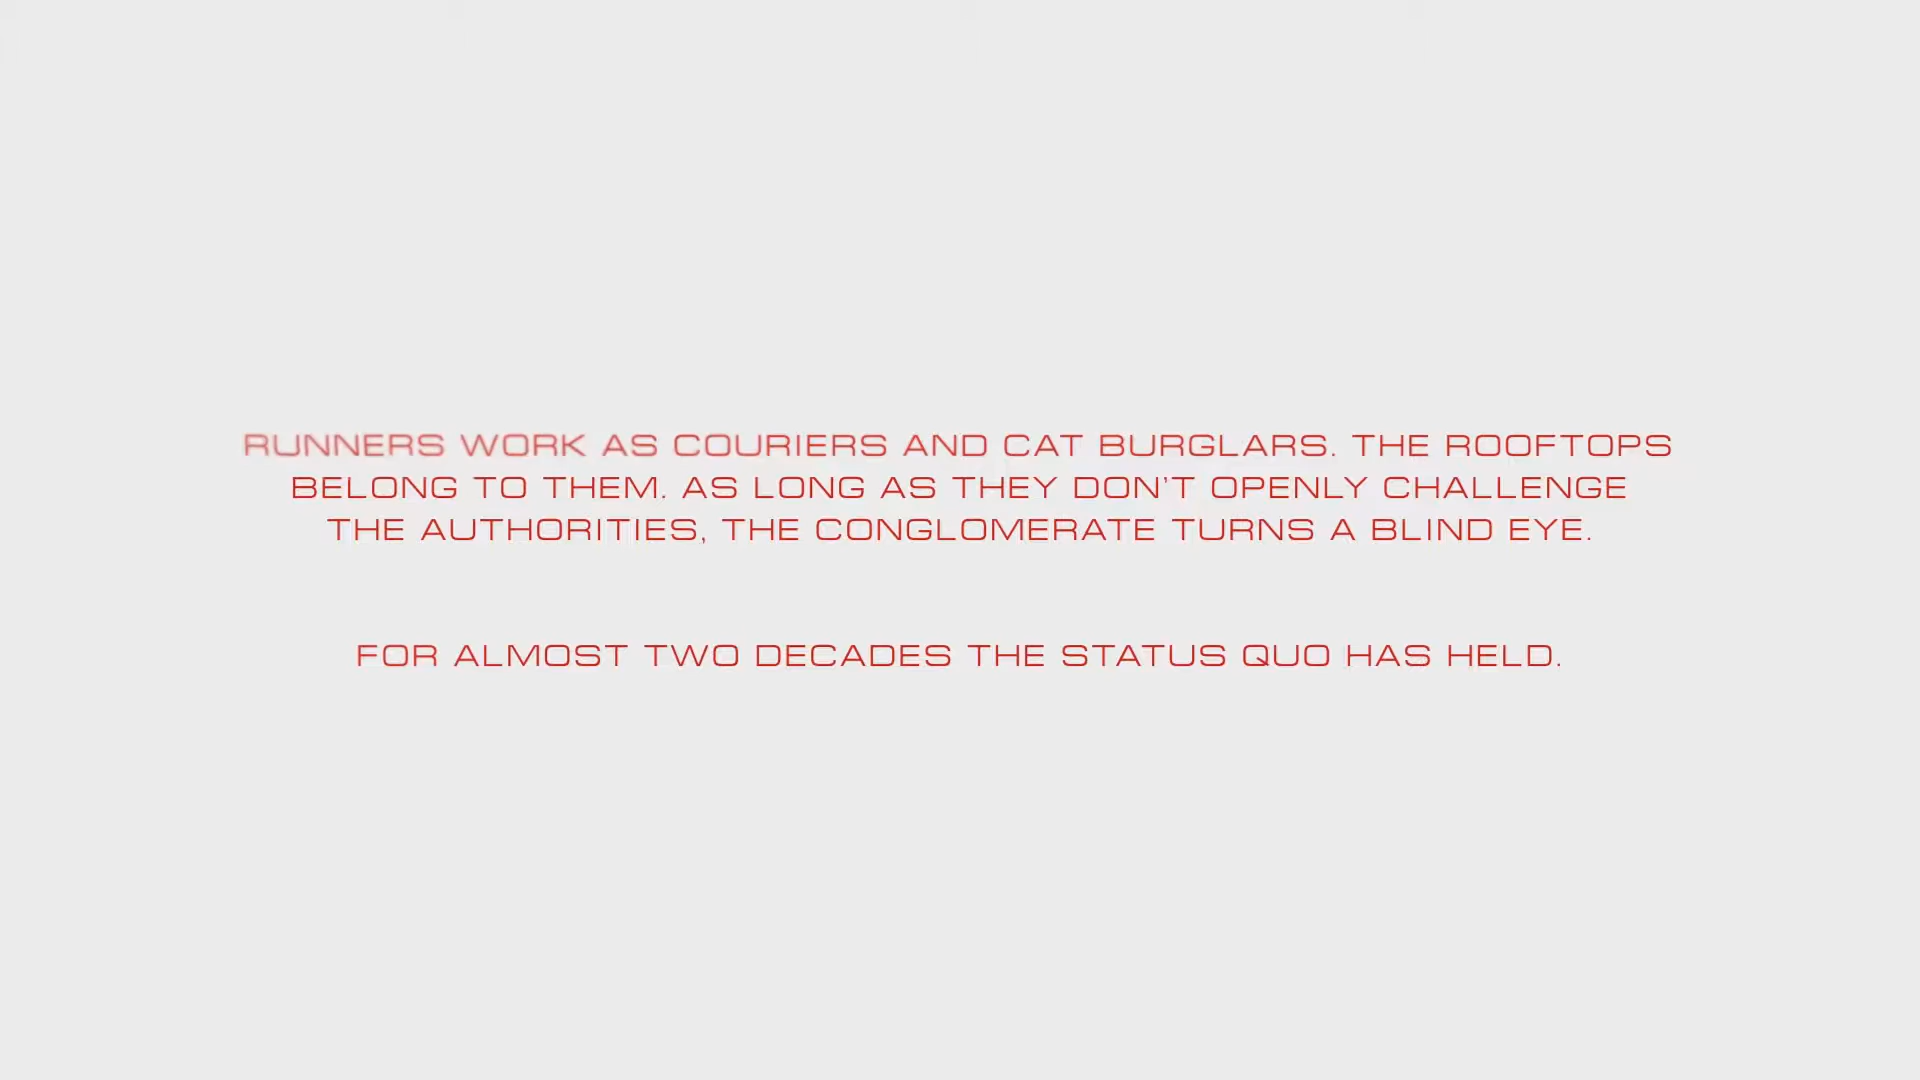 RUNNERS WORK AS COURIERS AND CAT BURGLARS. THE ROOFTOPS
BELONG TO THEM. AS LONG AS THEY DON'T OPENLY CHALLENGE
THE AUTHORITIES, THE CONGLOMERATE TURNS A BLIND EYE.
FOR ALMOST TWO DECADES THE STATUS QUO HAS HELD.